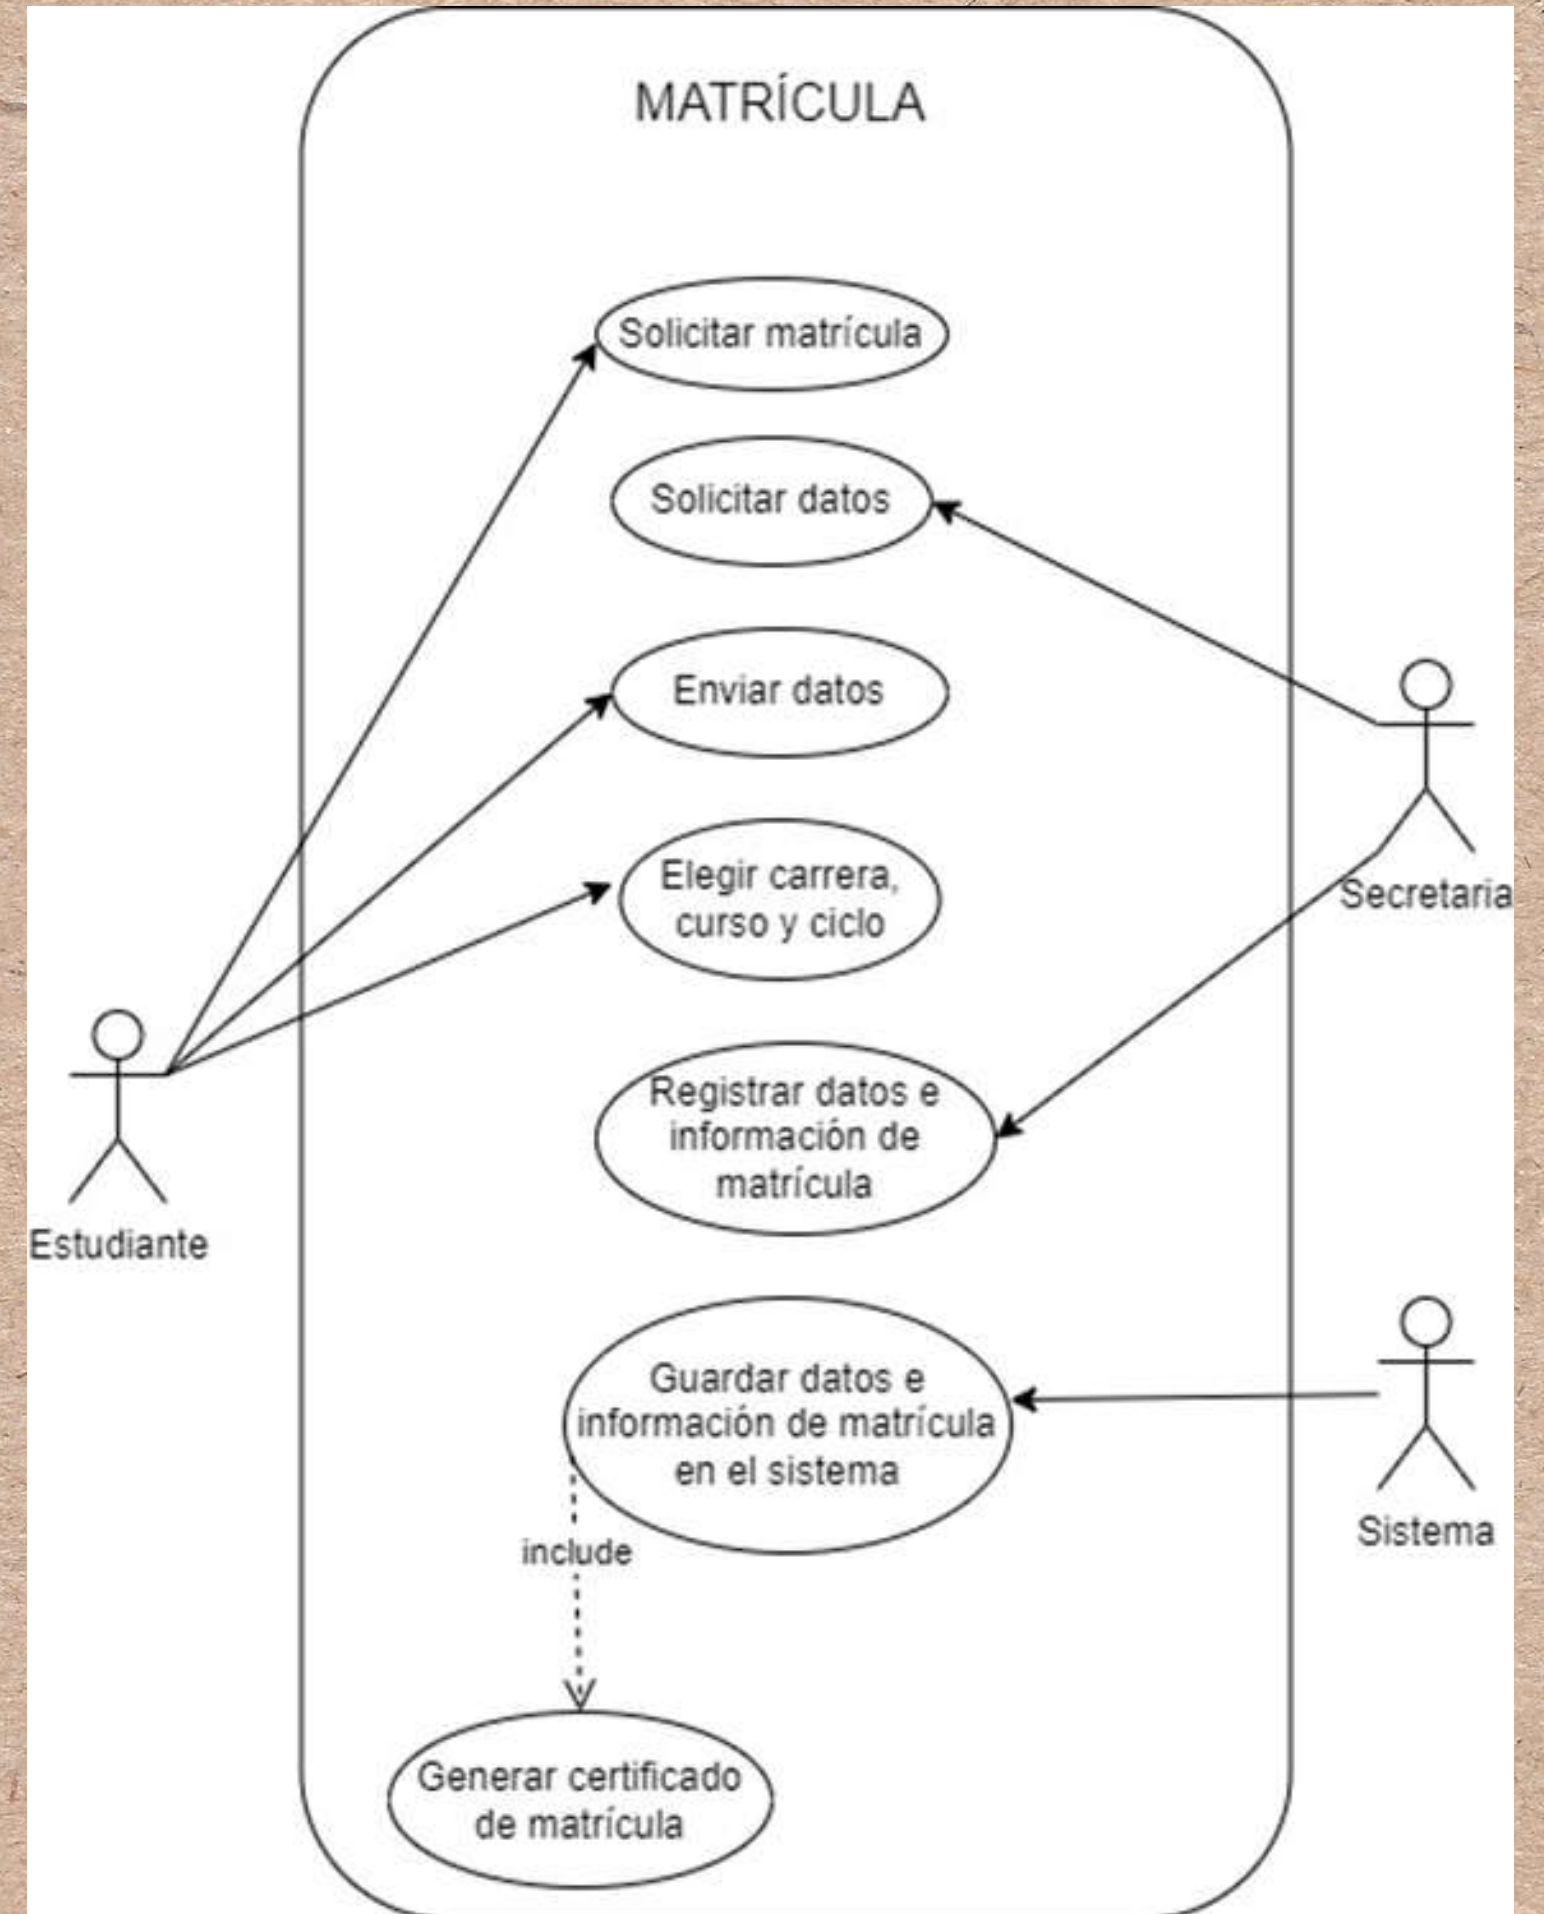 MATRÍCULA
Solicitar matrícula
Solicitar datos
Enviar datos
Elegir carrera,
curso y ciclo
Secretaria
Registrar datos e
información de
matrícula
Estudiante
Guardar datos e
información de matrícula
en el sistema
Sistema
include
Generar certificado
de matrícula